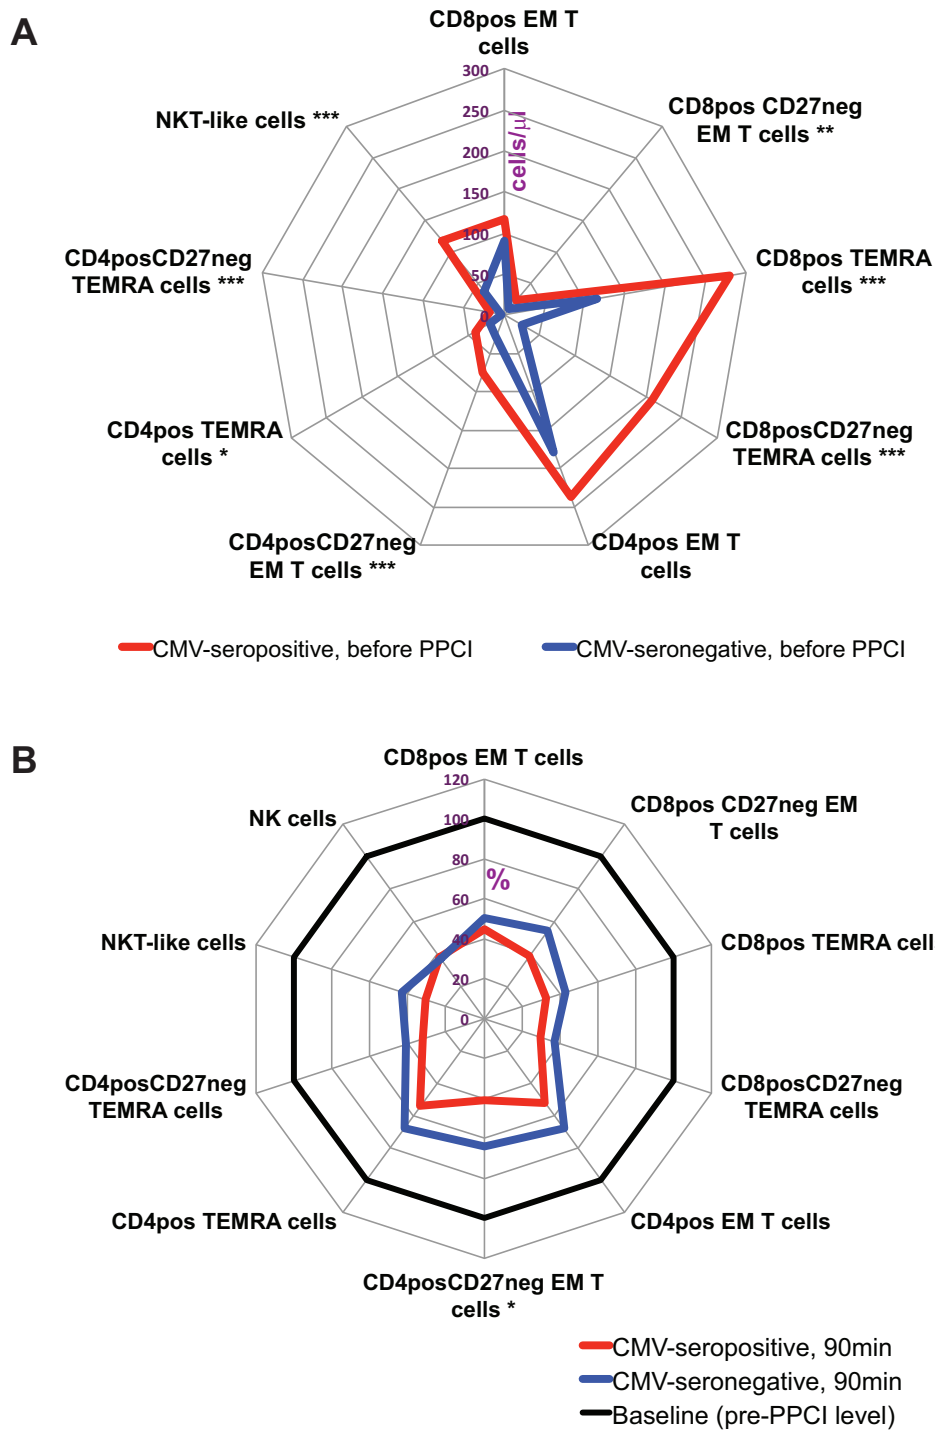 A
CD8pos EM T
cells
300
250
200
150
100
50
0
cells/µl
CD8pos CD27neg
EM T cells **
CD8pos TEMRA
cells ***
CD8posCD27neg
TEMRA cells ***
CD4pos EM T
cells
CD4posCD27neg
EM T cells ***
CD4pos TEMRA
cells *
CD4posCD27neg
TEMRA cells ***
NKT-like cells ***
CMV-seropositive, before PPCI
CMV-seronegative, before PPCI
B
CD8pos EM T cells
120
100
80
60
40
20
0
%
CD8pos CD27neg EM
T cells
CD8pos TEMRA cell
CD8posCD27neg
TEMRA cells
CD4pos EM T cells
CD4posCD27neg EM T
cells *
CD4pos TEMRA cells
CD4posCD27neg
TEMRA cells
NKT-like cells
NK cells
CMV-seropositive, 90min
CMV-seronegative, 90min
Baseline (pre-PPCI level)